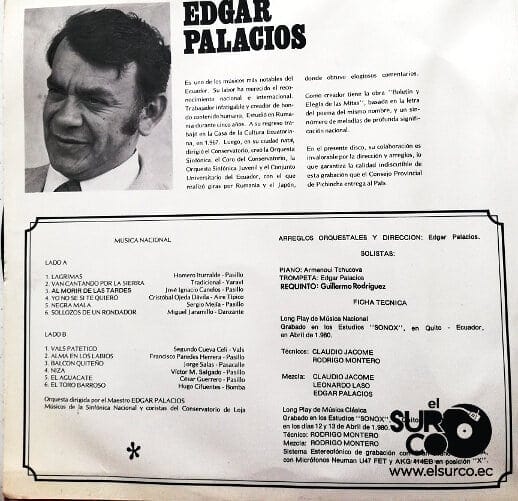 EDGAR
PALACIOS
Es uno de los músicos más notables del
Ecuador. Su labor ha merecido el reco-
nocimiento nacional e internacional.
Trabajador infatigable y creador de hon-
do contenido humano. Estudió en Ruma-
nia durante cinco años. A su regreso tra-
baja en la Casa de la Cultura Ecuatoria-
na, en 1.967. Luego, en su ciudad natal,
dirigió el Conservatorio, creó la Orquesta
Sinfónica, el Coro del Conservatorio, la
Orquesta Sinfónica Juvenil y el Conjunto
Universitario del Ecuador, con el que
realizó giras por Rumania y el Japón,
donde obtuvo elogiosos comentarios.
Como creador tiene la obra "Boletín y
Elegía de las Mitas", basada en la letra
del poema del mismo nombre, y un sin-
número de melodías de profunda signifi-
cación nacional.
En el presente disco, su colaboración es
invalorable por la dirección y arreglos, lo
que garantiza la calidad indiscutible de
esta grabación que el Consejo Provincial
de Pichincha entrega al País.
MUSICA NACIONAL
LADO A
1. LAGRIMAS Homero Iturralde - Pasillo
2. VAN CANTANDO POR LA SIERRA Tradicional - Yaraví
3. AL MORIR DE LAS TARDES José Ignacio Canelos - Pasillo
4. YO NO SE SI TE QUIERO Cristóbal Ojeda Dávila - Aire Típico
5. NEGRA MALA Sergio Mejía - Pasillo
6. SOLLOZOS DE UN RONDADOR Miguel Jaramillo - Danzante
LADO B
1. VALS PATETICO Segundo Cueva Celi - Vals
2. ALMA EN LOS LABIOS Francisco Paredes Herrera - Pasillo
3. BALCON QUITEÑO Jorge Salas - Pasacalle
4. NIZA Víctor M. Salgado - Pasillo
5. EL AGUACATE César Guerrero - Pasillo
6. EL TORO BARROSO Hugo Cifuentes - Bomba
Orquesta dirigida por el Maestro EDGAR PALACIOS
Músicos de la Sinfónica Nacional y coristas del Conservatorio de Loja
*
ARREGLOS ORQUESTALES Y DIRECCION: Edgar Palacios.
SOLISTAS:
PIANO: Armenoui Tchucova
TROMPETA: Edgar Palacios
REQUINTO: Guillermo Rodríguez
FICHA TECNICA
Long Play de Música Nacional
Grabado en los Estudios "SONOX", en Quito - Ecuador,
en Abril de 1.980.
Técnicos: CLAUDIO JACOME
RODRIGO MONTERO
Mezcla: CLAUDIO JACOME
LEONARDO LASO
EDGAR PALACIOS
Long Play de Música Clásica
Grabado en los Estudios "SONOX"
en los días 12 y 13 de Abril de 1.980.
Técnico: RODRIGO MONTERO
Mezcla: RODRIGO MONTERO
Sistema Estereofónico de grabación con
con Micrófonos Neuman U47 FET y AKG 414EB en posición "X".
el
SURCO
www.elsurco.ec